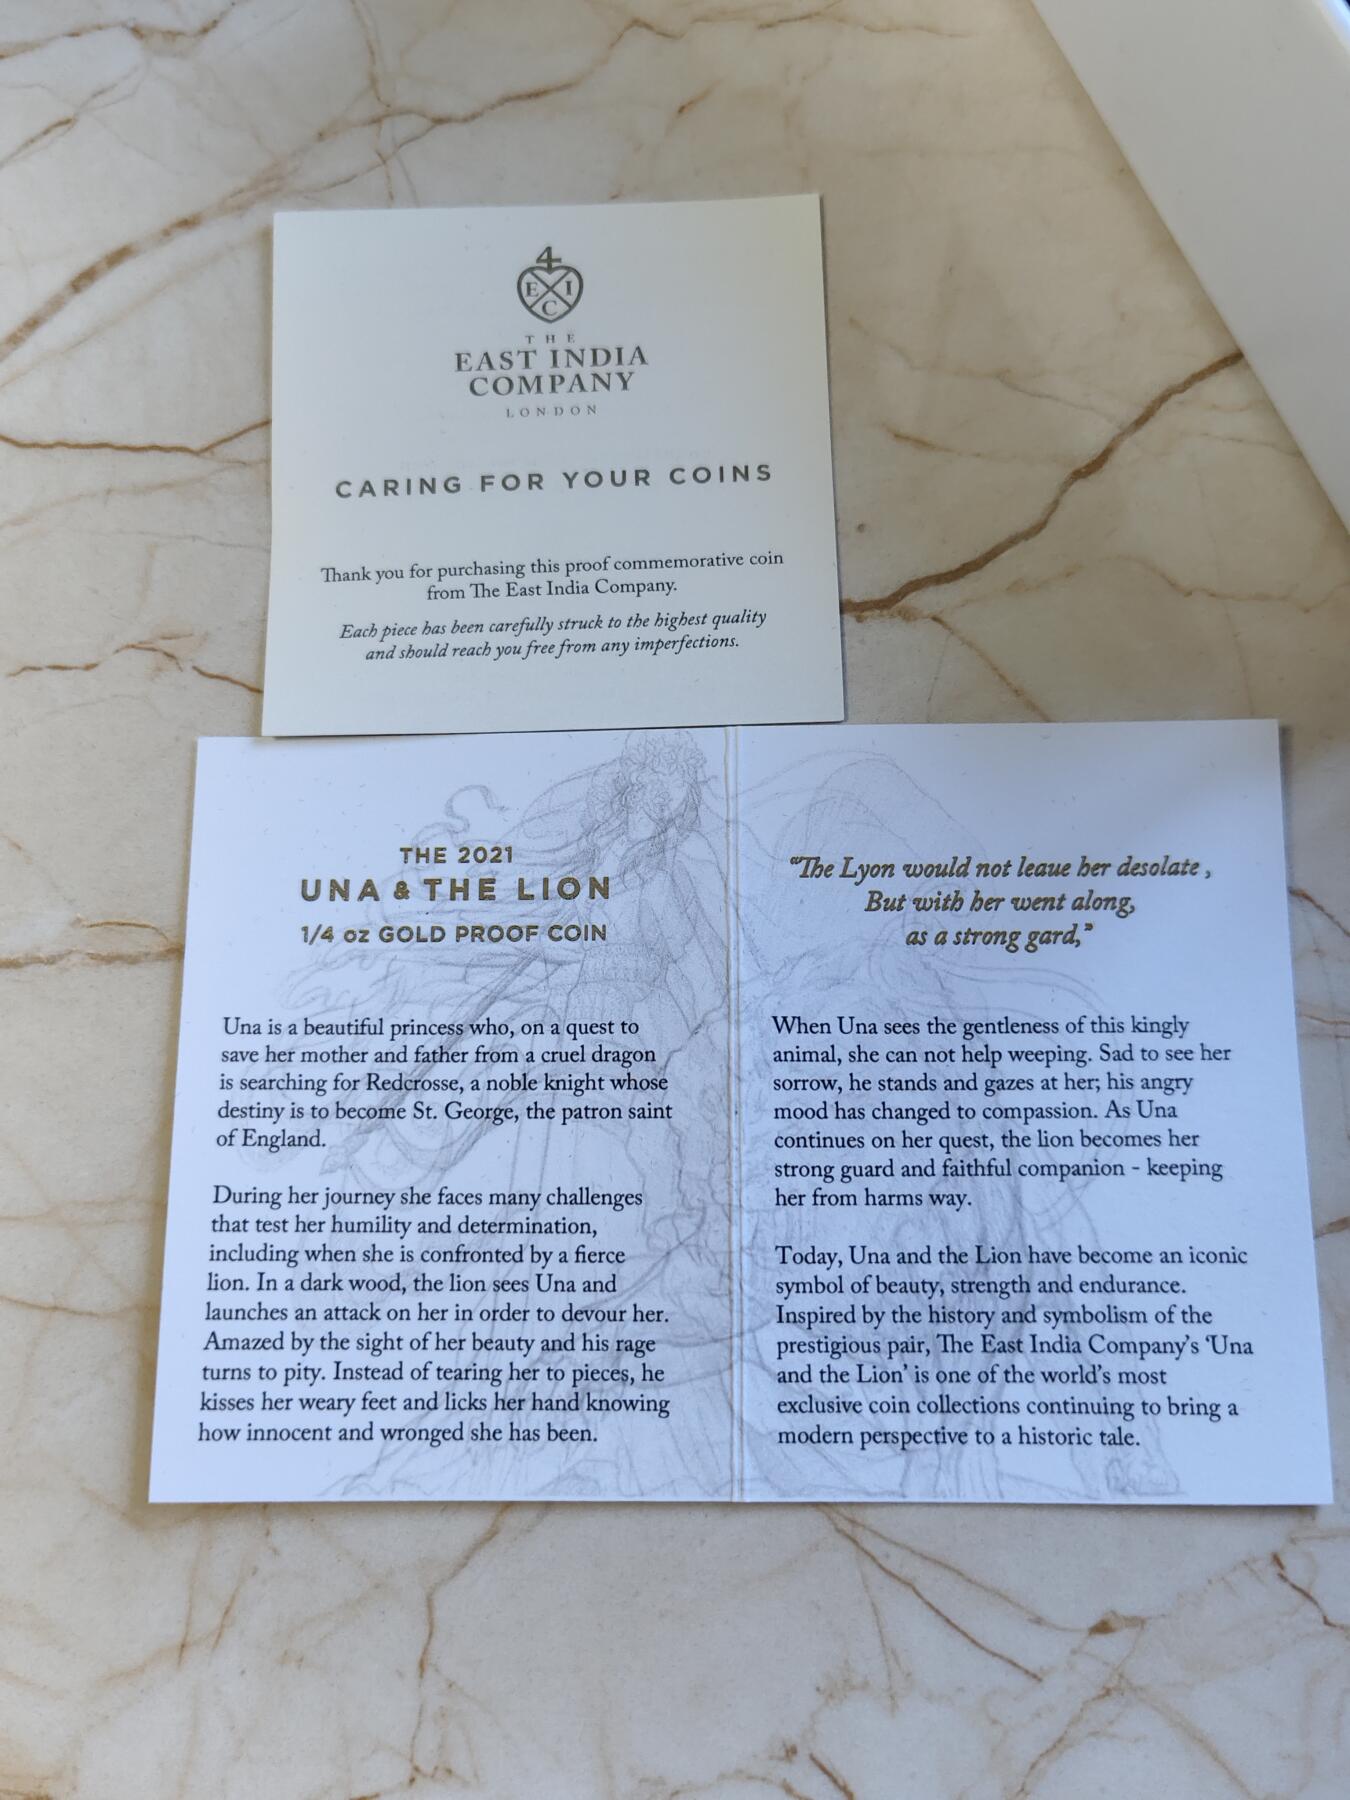 4
E I
C
THE
EAST INDIA
COMPANY
LONDON
CARING FOR YOUR COINS
Thank you for purchasing this proof commemorative coin
from The East India Company.
Each piece has been carefully struck to the highest quality
and should reach you free from any imperfections.
THE 2021
UNA & THE LION
1/4 oz GOLD PROOF COIN
Una is a beautiful princess who, on a quest to
save her mother and father from a cruel dragon
is searching for Redcrosse, a noble knight whose
destiny is to become St. George, the patron saint
of England.
During her journey she faces many challenges
that test her humility and determination,
including when she is confronted by a fierce
lion. In a dark wood, the lion sees Una and
launches an attack on her in order to devour her.
Amazed by the sight of her beauty and his rage
turns to pity. Instead of tearing her to pieces, he
kisses her weary feet and licks her hand knowing
how innocent and wronged she has been.
“The Lyon would not leaue her desolate ,
But with her went along,
as a strong gard,”
When Una sees the gentleness of this kingly
animal, she can not help weeping. Sad to see her
sorrow, he stands and gazes at her; his angry
mood has changed to compassion. As Una
continues on her quest, the lion becomes her
strong guard and faithful companion - keeping
her from harms way.
Today, Una and the Lion have become an iconic
symbol of beauty, strength and endurance.
Inspired by the history and symbolism of the
prestigious pair, The East India Company’s ‘Una
and the Lion’ is one of the world’s most
exclusive coin collections continuing to bring a
modern perspective to a historic tale.